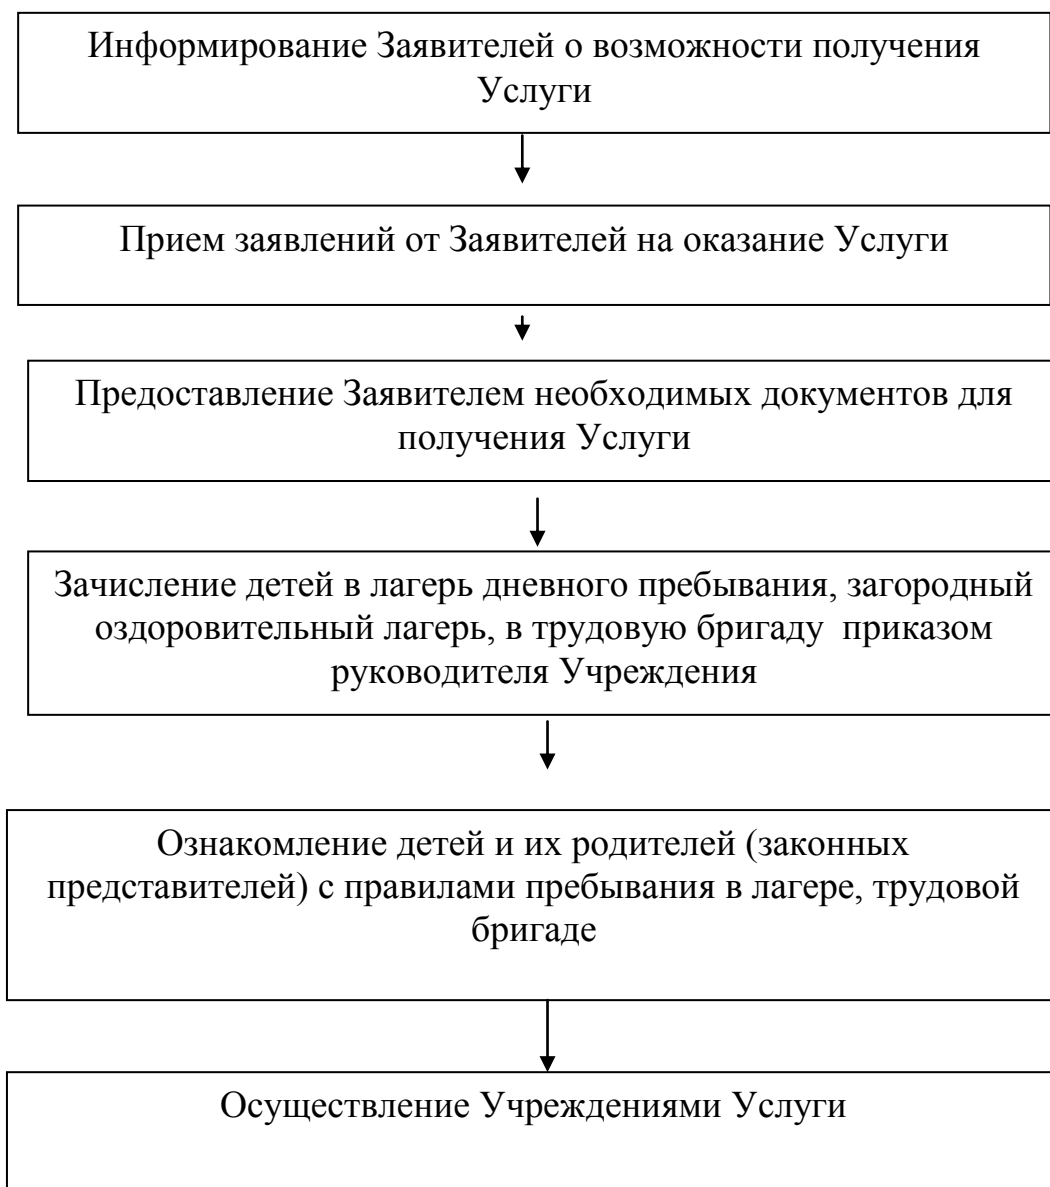 Информирование Заявителей о возможности получения
Услуги
Прием заявлений от Заявителей на оказание Услуги
Предоставление Заявителем необходимых документов для
получения Услуги
Зачисление детей в лагерь дневного пребывания, загородный
оздоровительный лагерь, в трудовую бригаду приказом
руководителя Учреждения
Ознакомление детей и их родителей (законных
представителей) с правилами пребывания в лагере, трудовой
бригаде
Осуществление Учреждениями Услуги